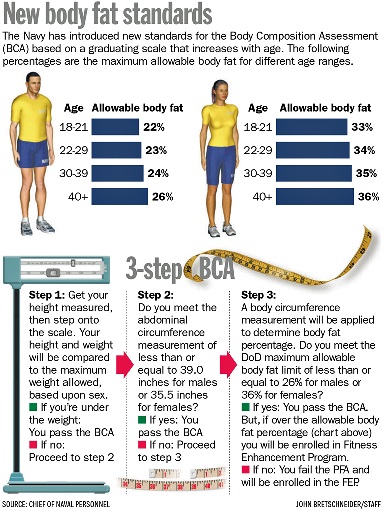 New body fat standards
The Navy has introduced new standards for the Body Composition Assessment
(BCA) based on a graduating scale that increases with age. The following
percentages are the maximum allowable body fat for different age ranges.
Age Allowable body fat
18-21 22%
22-29 23%
30-39 24%
40+ 26%
Age Allowable body fat
18-21 33%
22-29 34%
30-39 35%
40+ 36%
3-step BCA
Step 1: Get your
height measured,
then step onto
the scale. Your
height and weight
will be compared
to the maximum
weight allowed,
based upon sex.
If you're under
the weight:
You pass the BCA
If no:
Proceed to step 2
Step 2:
Do you meet the
abdominal
circumference
measurement of
less than or
equal to 39.0
inches for males
or 35.5 inches
for females?
If yes: You
pass the BCA
If no: Proceed
to step 3
Step 3:
A body circumference
measurement will be applied
to determine body fat
percentage. Do you meet the
DoD maximum allowable
body fat limit of less than or
equal to 26% for males or
36% for females?
If yes: You pass the BCA.
But, if over the allowable body
fat percentage (chart above)
you will be enrolled in Fitness
Enhancement Program.
If no: You fail the PFA and
will be enrolled in the FEP.
SOURCE: CHIEF OF NAVAL PERSONNEL
JOHN BRETSCHNEIDER/STAFF